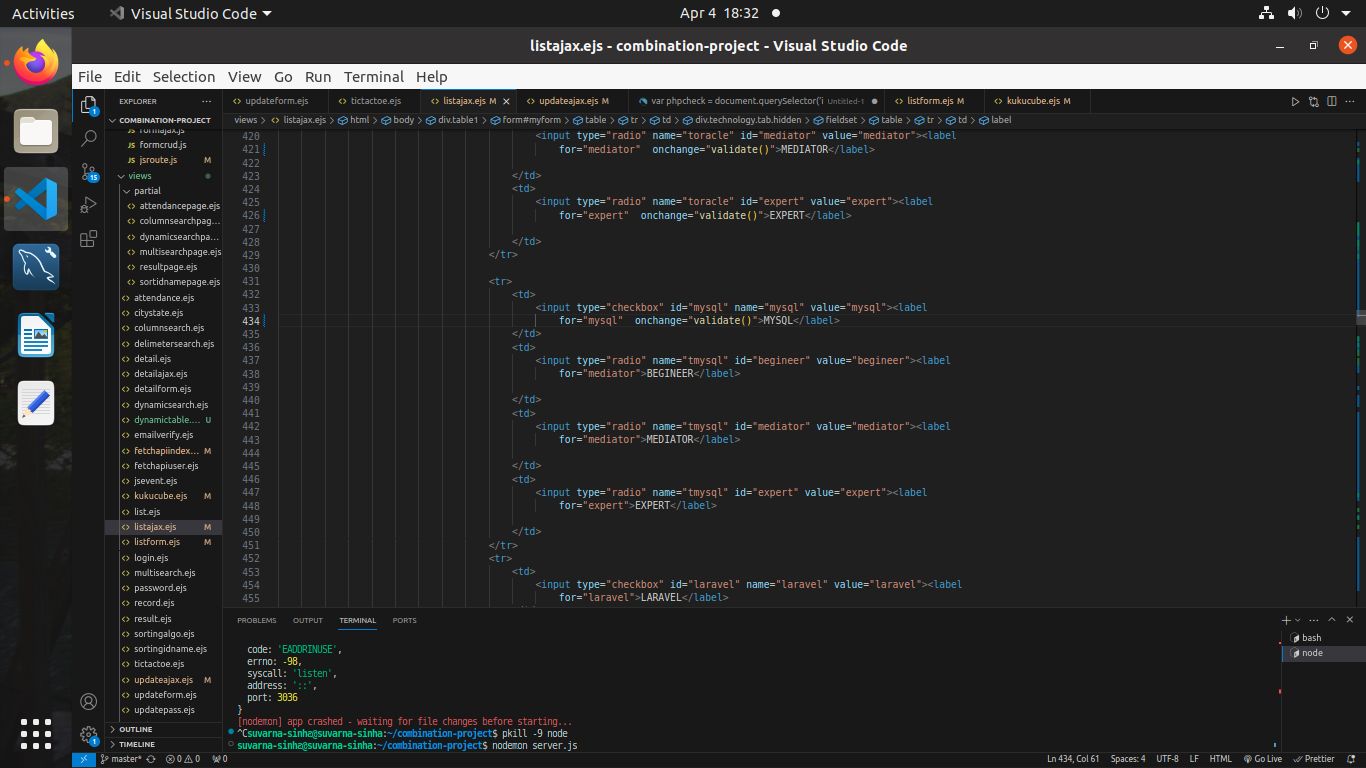 Activities
Visual Studio Code
Apr 4 18:32
listajax.ejs - combination-project - Visual Studio Code
File Edit Selection View Go Run Terminal Help
EXPLORER
COMBINATION-PROJECT
formajax.js
JS formcrud.js
JS jsroute.js M
views
partial
attendancepage.ejs
columnsearchpag...
dynamicsearchpa...
multisearchpage.ejs
resultpage.ejs
sortidnamepage.ejs
attendance.ejs
citystate.ejs
columnsearch.ejs
delimetersearch.ejs
detail.ejs
detailajax.ejs
detailform.ejs
dynamicsearch.ejs
dynamictable.... U
emailverify.ejs
fetchapiindex... M
fetchapiuser.ejs
jsevent.ejs
kukucube.ejs M
list.ejs
listajax.ejs M
listform.ejs M
login.ejs
multisearch.ejs
password.ejs
record.ejs
result.ejs
sortingalgo.ejs
sortingidname.ejs
tictactoe.ejs
updateajax.ejs M
updateform.ejs
updatepass.ejs
OUTLINE
TIMELINE
updateform.ejs tictactoe.ejs listajax.ejs M updateajax.ejs M var phpcheck = document.querySelector('i Untitled-1 listform.ejs M kukucube.ejs M
views > listajax.ejs > html > body > div.table1 > form#myform > table > tr > td > div.technology.tab.hidden > fieldset > table > tr > td > label
420 <input type="radio" name="toracle" id="mediator" value="mediator"><label
421 for="mediator"  onchange="validate()">MEDIATOR</label>
422
423 </td>
424 <td>
425 <input type="radio" name="toracle" id="expert" value="expert"><label
426 for="expert"  onchange="validate()">EXPERT</label>
427
428 </td>
429 </tr>
430
431 <tr>
432 <td>
433 <input type="checkbox" id="mysql" name="mysql" value="mysql"><label
434 for="mysql"  onchange="validate()">MYSQL</label>
435 </td>
436 <td>
437 <input type="radio" name="tmysql" id="begineer" value="begineer"><label
438 for="mediator">BEGINEER</label>
439
440 </td>
441 <td>
442 <input type="radio" name="tmysql" id="mediator" value="mediator"><label
443 for="mediator">MEDIATOR</label>
444
445 </td>
446 <td>
447 <input type="radio" name="tmysql" id="expert" value="expert"><label
448 for="expert">EXPERT</label>
449
450 </td>
451 </tr>
452 <tr>
453 <td>
454 <input type="checkbox" id="laravel" name="laravel" value="laravel"><label
455 for="laravel">LARAVEL</label>
PROBLEMS OUTPUT TERMINAL PORTS
code: 'EADDRINUSE',
errno: -98,
syscall: 'listen',
address: '::',
port: 3036
}
[nodemon] app crashed - waiting for file changes before starting...
^Csuvarna-sinha@suvarna-sinha:~/combination-project$ pkill -9 node
suvarna-sinha@suvarna-sinha:~/combination-project$ nodemon server.js
bash
node
1
15
1
master* 0 0 0 Ln 434, Col 61 Spaces: 4 UTF-8 LF HTML Go Live Prettier